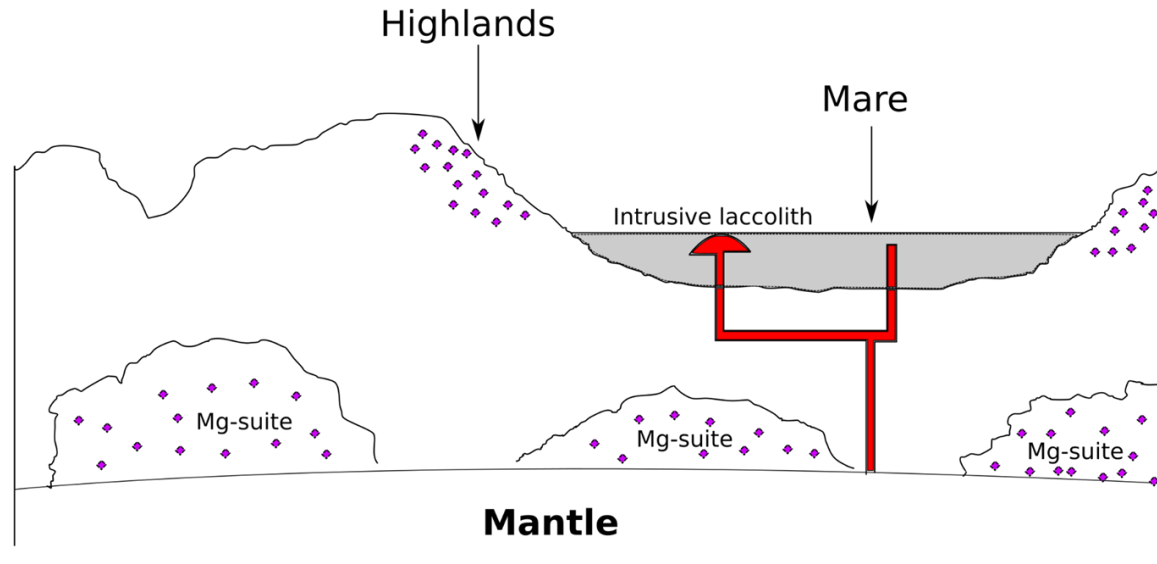 Highlands
Mare
Intrusive laccolith
Mg-suite
Mg-suite
Mg-suite
Mantle